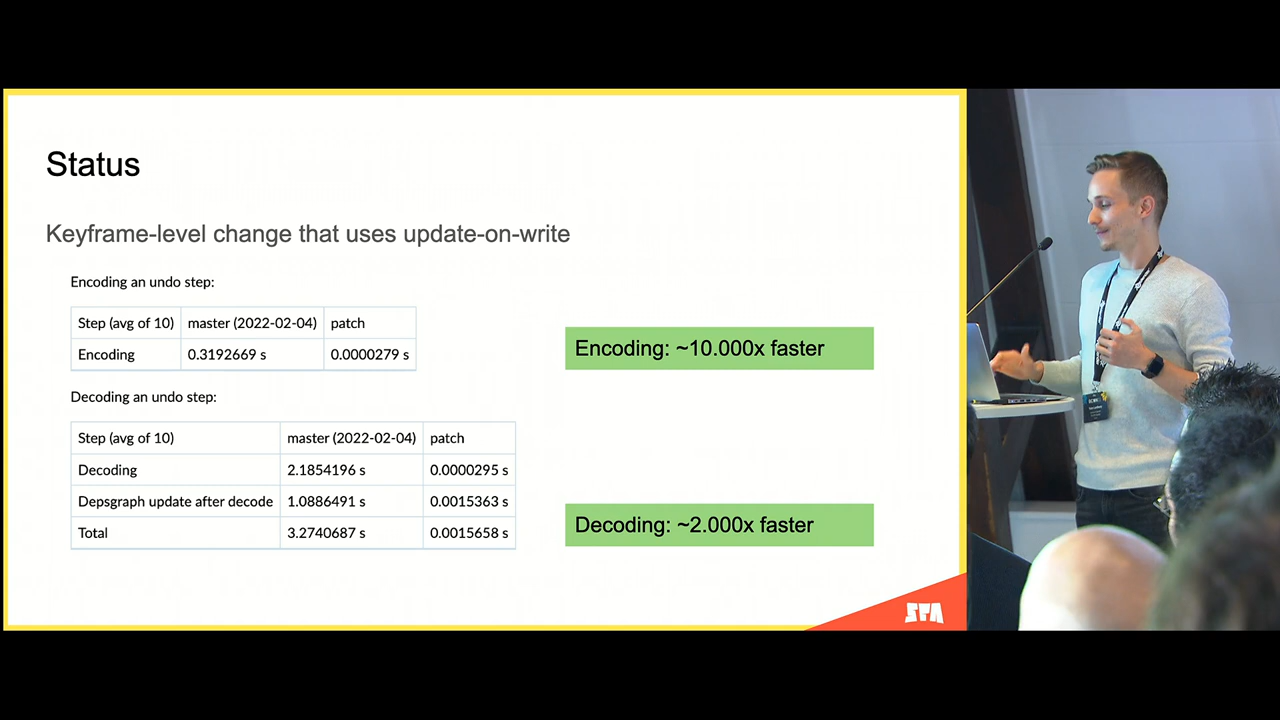 Status
Keyframe-level change that uses update-on-write
Encoding an undo step:
Step (avg of 10) master (2022-02-04) patch
Encoding 0.3192669 s 0.0000279 s
Encoding: ~10.000x faster
Decoding an undo step:
Step (avg of 10) master (2022-02-04) patch
Decoding 2.1854196 s 0.0000295 s
Depsgraph update after decode 1.0886491 s 0.0015363 s
Total 3.2740687 s 0.0015658 s
Decoding: ~2.000x faster
SPA